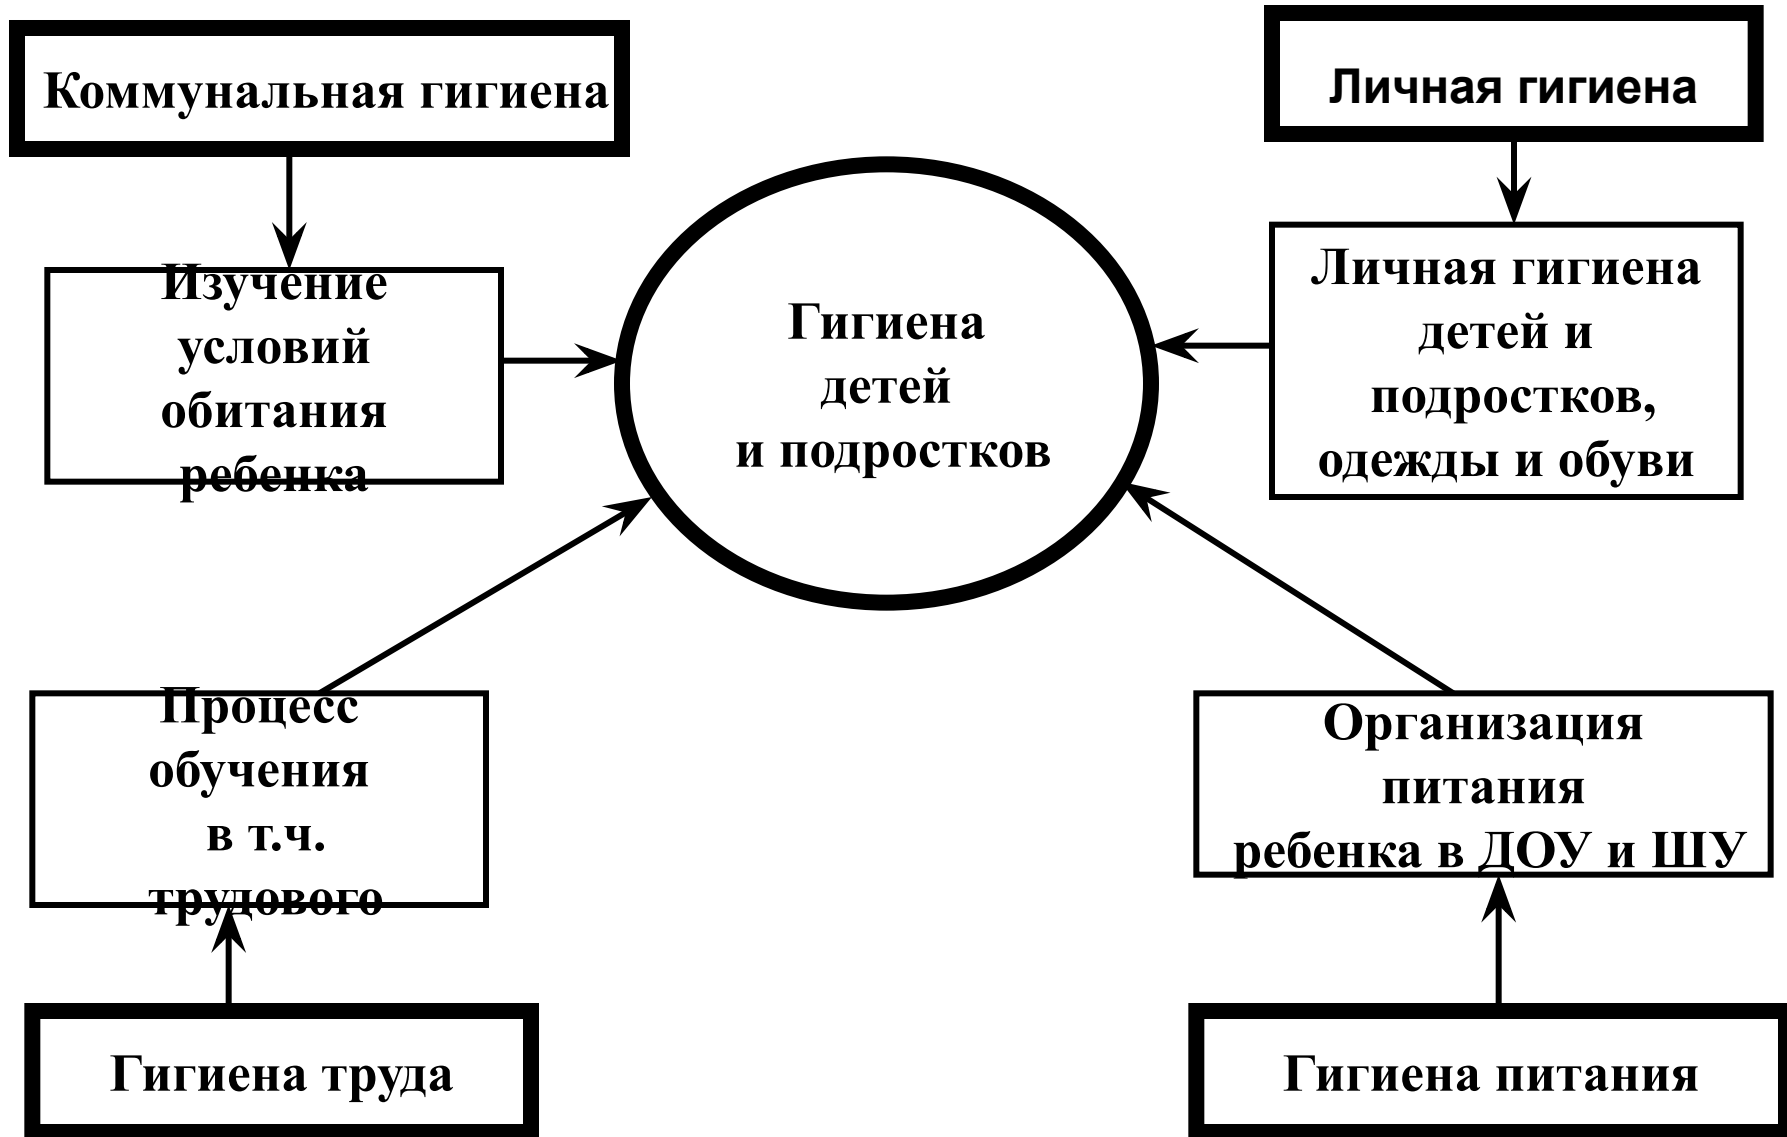 Коммунальная гигиена
Личная гигиена
Изучение
условий
обитания
ребенка
Гигиена
детей
и подростков
Личная гигиена
детей и
подростков,
одежды и обуви
Процесс
обучения
в т.ч.
трудового
Организация
питания
ребенка в ДОУ и ШУ
Гигиена труда
Гигиена питания